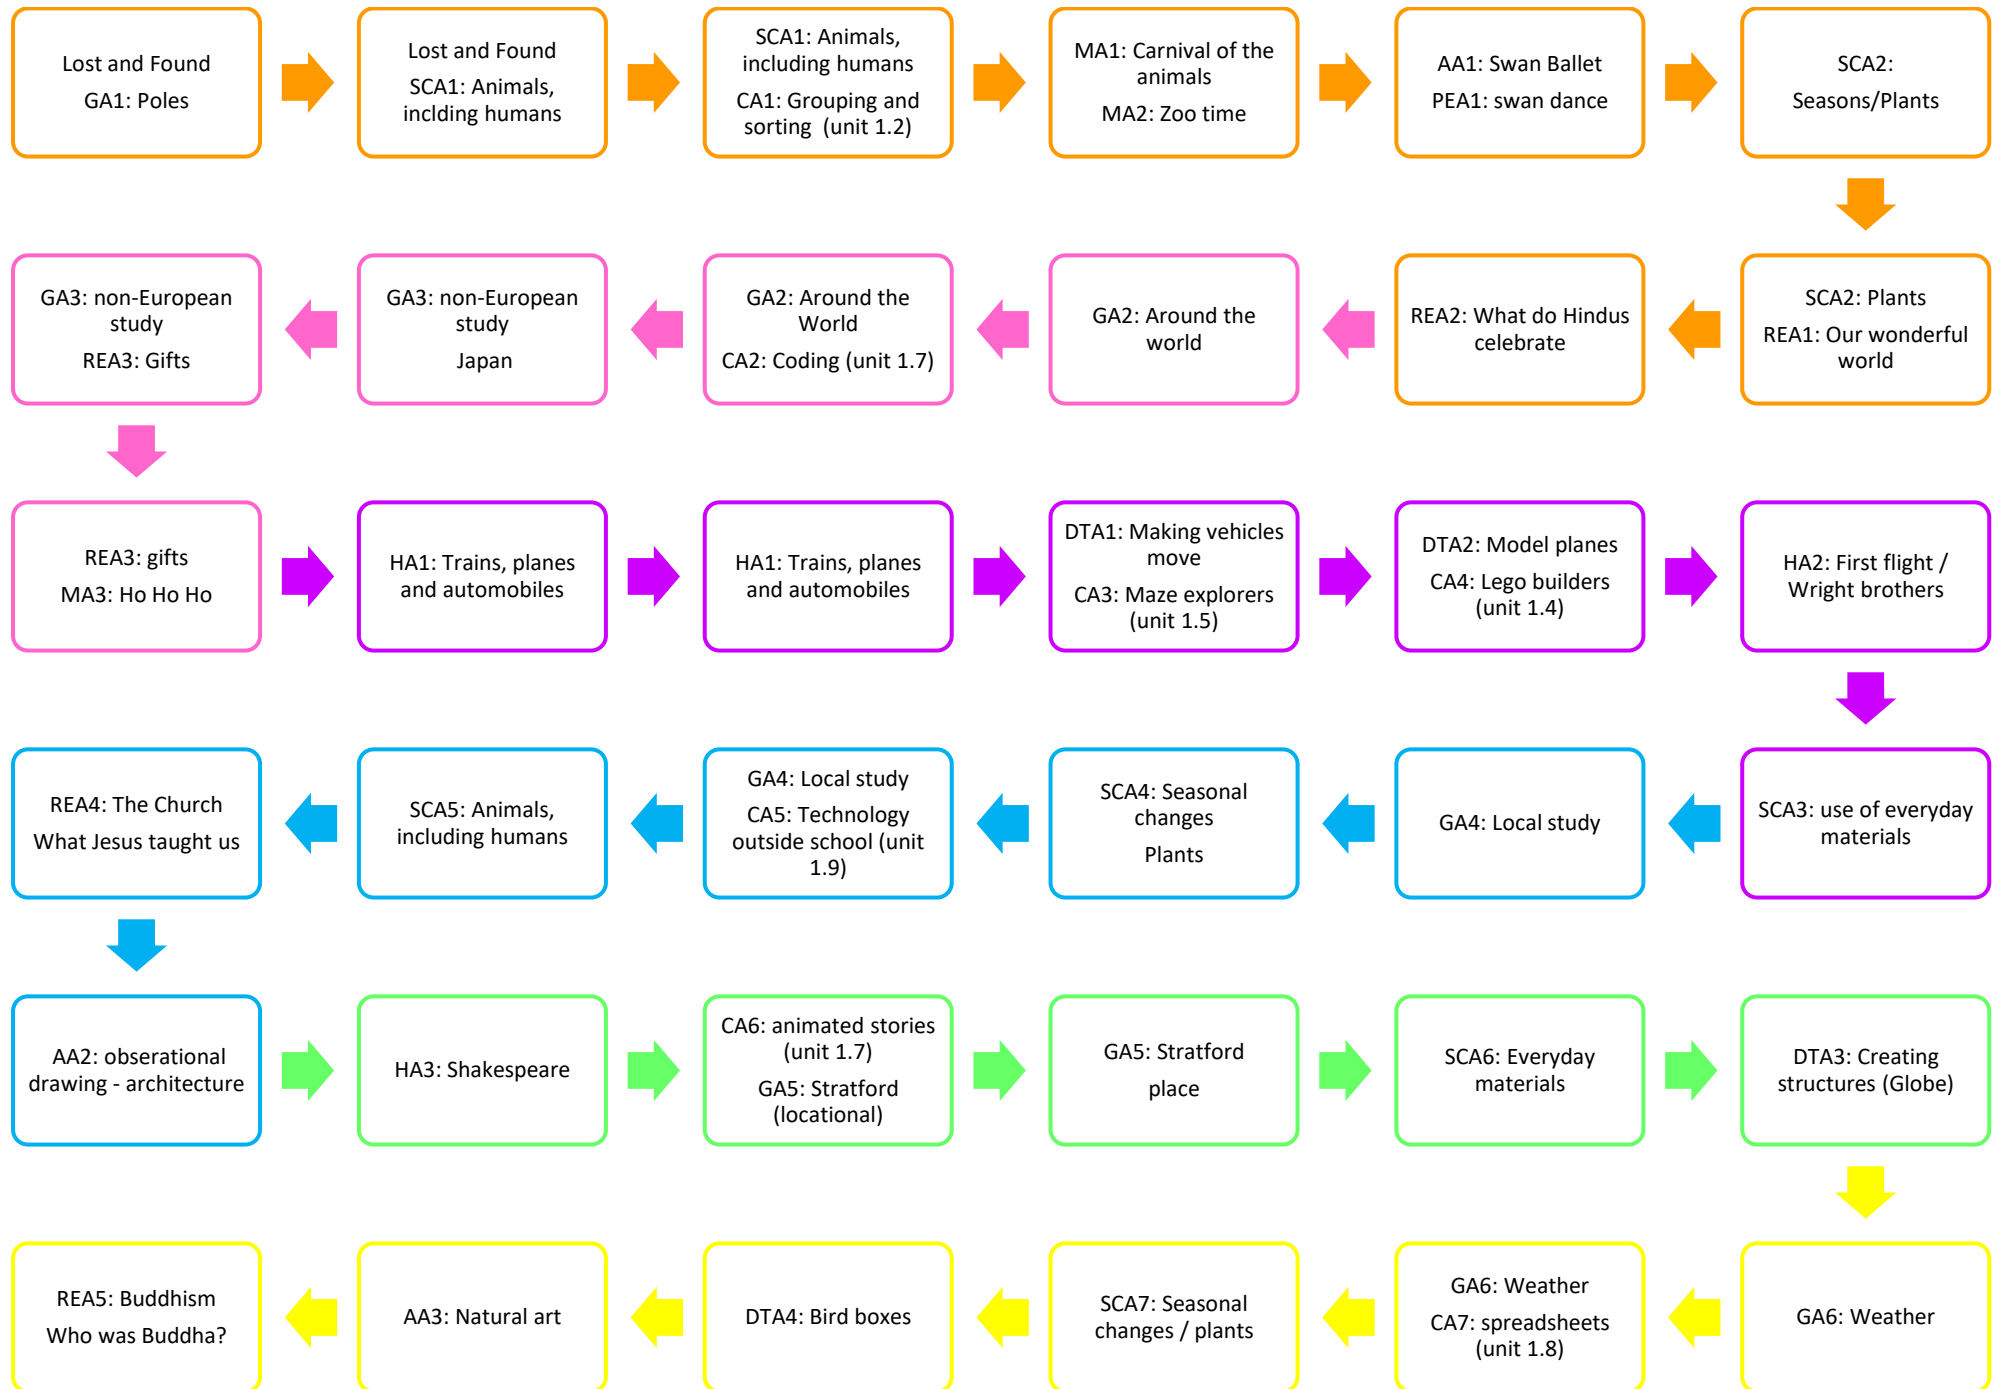 Lost and Found
GA1: Poles
Lost and Found
SCA1: Animals,
inclding humans
SCA1: Animals,
including humans
CA1: Grouping and
sorting (unit 1.2)
MA1: Carnival of the
animals
MA2: Zoo time
AA1: Swan Ballet
PEA1: swan dance
SCA2:
Seasons/Plants
SCA2: Plants
REA1: Our wonderful
world
REA2: What do Hindus
celebrate
GA2: Around the
world
GA2: Around the
World
CA2: Coding (unit 1.7)
GA3: non-European
study
Japan
GA3: non-European
study
REA3: Gifts
REA3: gifts
MA3: Ho Ho Ho
HA1: Trains, planes
and automobiles
HA1: Trains, planes
and automobiles
DTA1: Making vehicles
move
CA3: Maze explorers
(unit 1.5)
DTA2: Model planes
CA4: Lego builders
(unit 1.4)
HA2: First flight /
Wright brothers
SCA3: use of everyday
materials
GA4: Local study
SCA4: Seasonal
changes
Plants
GA4: Local study
CA5: Technology
outside school (unit
1.9)
SCA5: Animals,
including humans
REA4: The Church
What Jesus taught us
AA2: obserational
drawing - architecture
HA3: Shakespeare
CA6: animated stories
(unit 1.7)
GA5: Stratford
(locational)
GA5: Stratford
place
SCA6: Everyday
materials
DTA3: Creating
structures (Globe)
GA6: Weather
GA6: Weather
CA7: spreadsheets
(unit 1.8)
SCA7: Seasonal
changes / plants
DTA4: Bird boxes
AA3: Natural art
REA5: Buddhism
Who was Buddha?